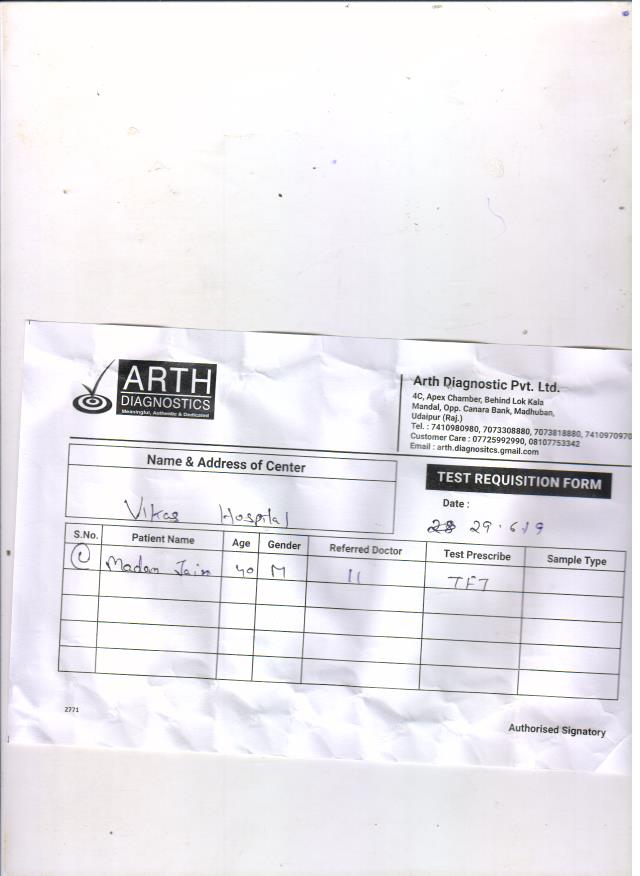 ARTH
DIAGNOSTICS
Meaningful, Authentic & Dedicated
Arth Diagnostic Pvt. Ltd.
4C, Apex Chamber, Behind Lok Kala
Mandal, Opp. Canara Bank, Madhuban,
Udaipur (Raj.)
Tel. : 7410980980, 7073308880, 7073818880, 7410970970
Customer Care : 07725992990, 08107753342
Email : arth.diagnositcs.gmail.com
Name & Address of Center
Vikas Hospital
TEST REQUISITION FORM
Date :
28 29.6.19
S.No. Patient Name Age Gender Referred Doctor Test Prescribe Sample Type
Madan Jain 40 M 11 TFT
2771
Authorised Signatory